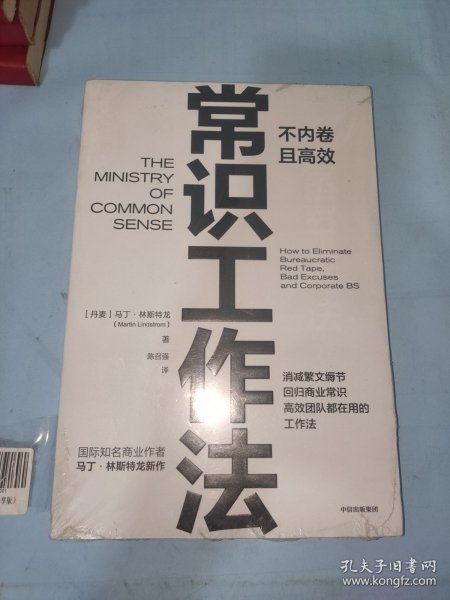 常识工作法
不内卷
且高效
THE
MINISTRY
OF
COMMON
SENSE
How to Eliminate
Bureaucratic
Red Tape,
Bad Excuses
and Corporate BS
［丹麦］马丁·林斯特龙
（Martin Lindstrom）
著
陈召强
译
消减繁文缛节
回归商业常识
高效团队都在用的
工作法
国际知名商业作者
马丁·林斯特龙新作
中信出版集团
孔夫子旧书网
www.kongfz.com